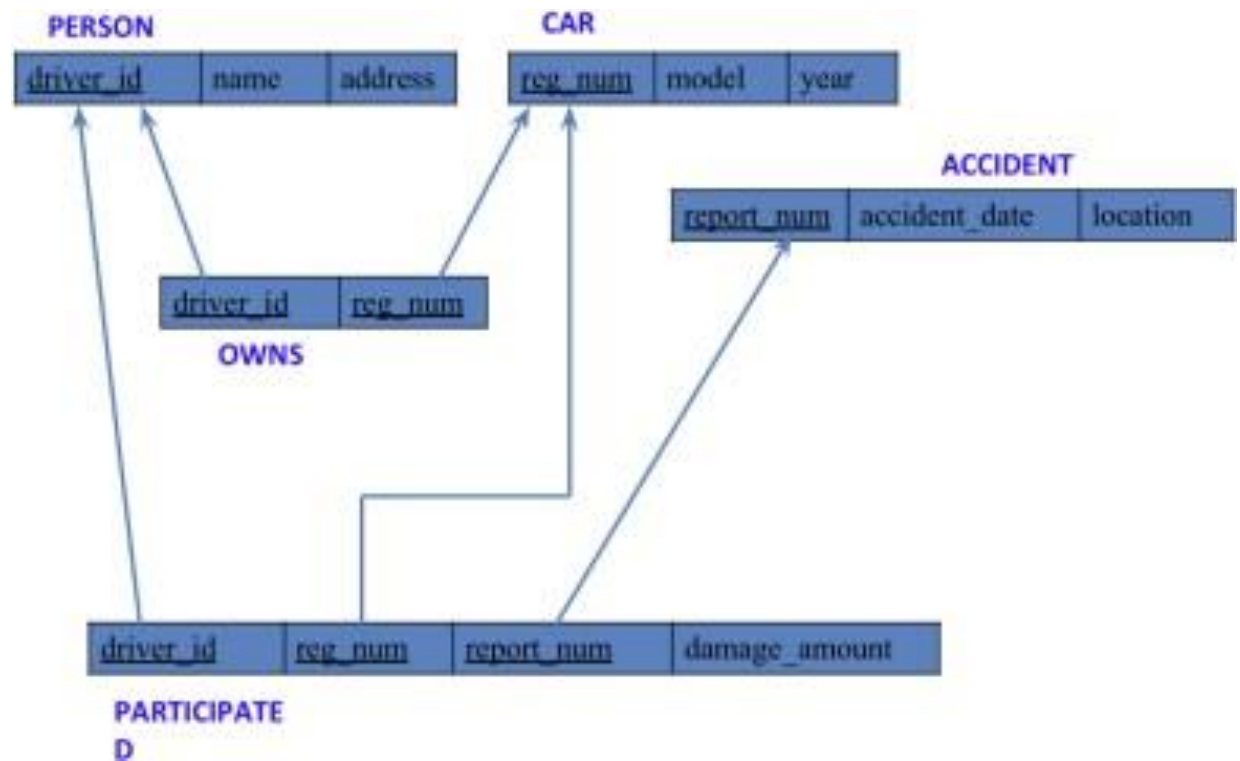 PERSON
CAR
driver_id name address
reg_num model year
ACCIDENT
report_num accident_date location
driver_id reg_num
OWNS
driver_id reg_num report_num damage_amount
PARTICIPATE
D